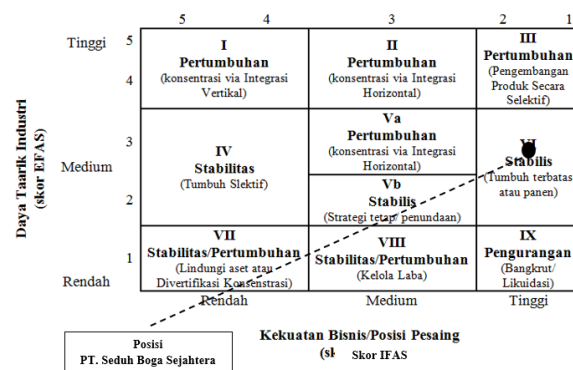 5 4 3 2 1
Tinggi 5
4
I
Pertumbuhan
(konsentrasi via Integrasi
Vertikal)
II
Pertumbuhan
(konsentrasi via Integrasi
Horizontal)
III
Pertumbuhan
(Pengembangan
Produk Secara
Selektif)
Daya Taarik Industri
(skor EFAS)
Medium
3
2
IV
Stabilitas
(Tumbuh Slektif)
Va
Pertumbuhan
(konsentrasi via Integrasi
Horizontal)
Vb
Stabilis
(Strategi tetap/ penundaan)
VI
Stabilis
(Tumbuh terbatas
atau panen)
Rendah
1
VII
Stabilitas/Pertumbuhan
(Lindungi aset atau
Divertifikasi Konsenstrasi)
VIII
Stabilitas/Pertumbuhan
(Kelola Laba)
IX
Pengurangan
(Bangkrut/
Likuidasi)
Rendah Medium Tinggi
Kekuatan Bisnis/Posisi Pesaing
Skor IFAS
Posisi
PT. Seduh Boga Sejahtera